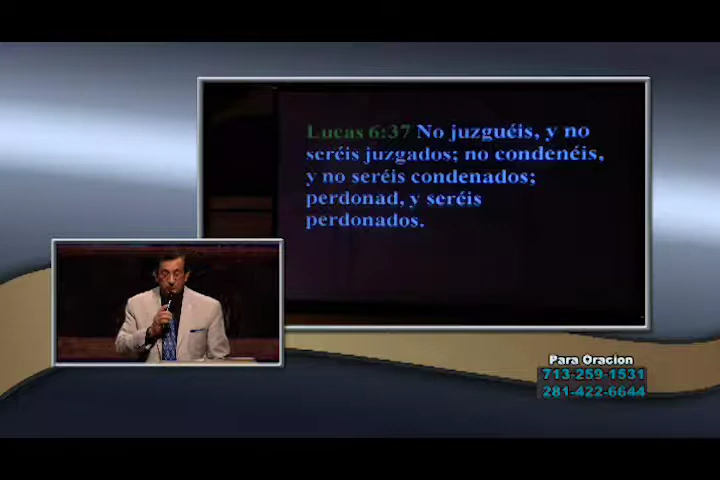 Lucas 6:37 No juzguéis, y no
seréis juzgados; no condenéis,
y no seréis condenados;
perdonad, y seréis
perdonados.
Para Oracion
713-259-1531
281-422-6644